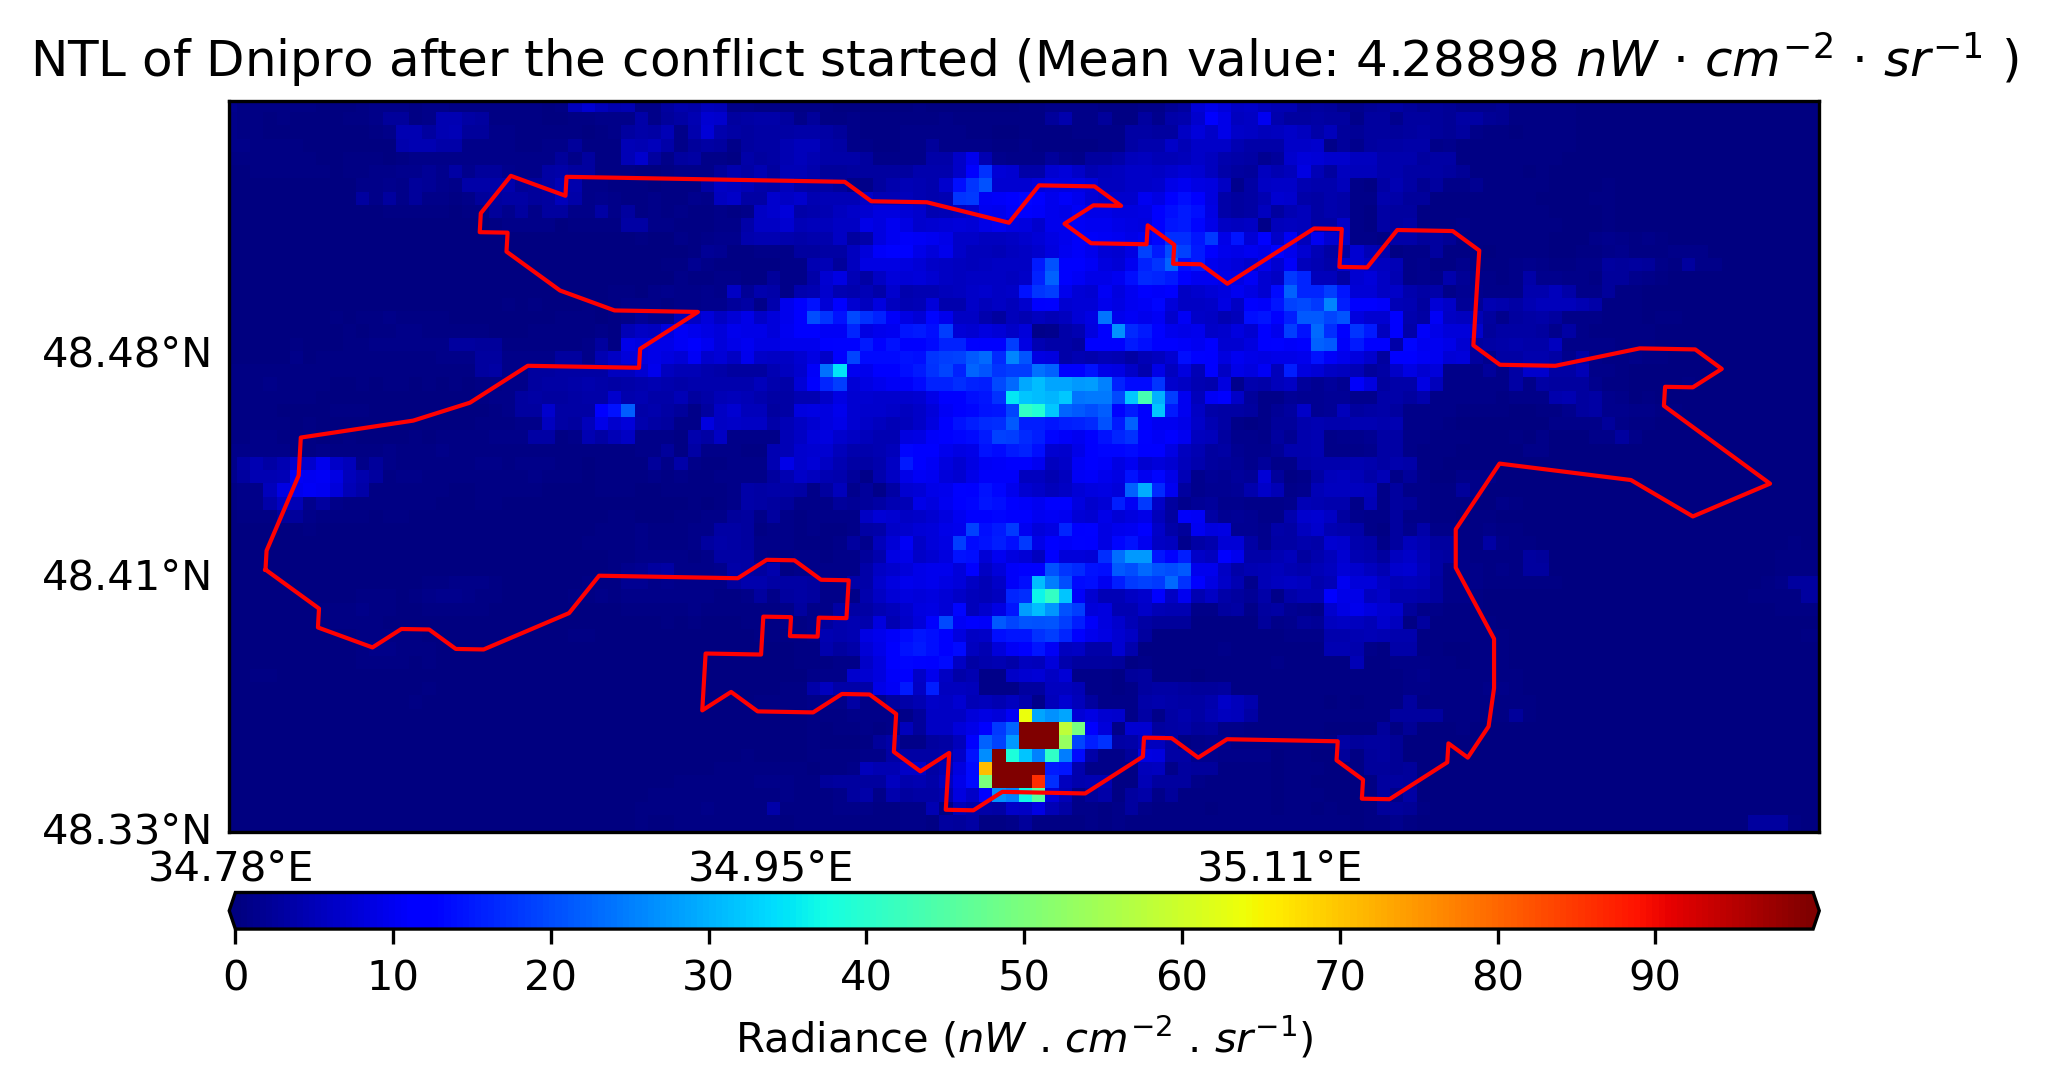 NTL of Dnipro after the conflict started (Mean value: 4.28898 nW · cm⁻² · sr⁻¹ )
48.48°N
48.41°N
48.33°N
34.78°E 34.95°E 35.11°E
0 10 20 30 40 50 60 70 80 90
Radiance (nW . cm⁻² . sr⁻¹)